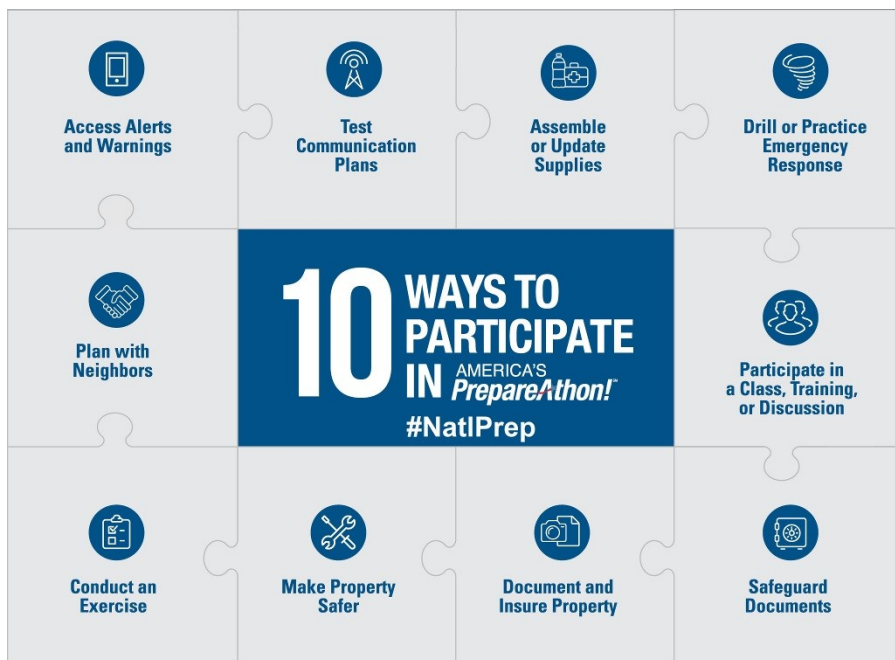 Access Alerts
and Warnings
Test
Communication
Plans
Assemble
or Update
Supplies
Drill or Practice
Emergency
Response
Plan with
Neighbors
10 WAYS TO
PARTICIPATE
IN AMERICA'S
PrepareAthon!™
#NatlPrep
Participate in
a Class, Training,
or Discussion
Conduct an
Exercise
Make Property
Safer
Document and
Insure Property
Safeguard
Documents